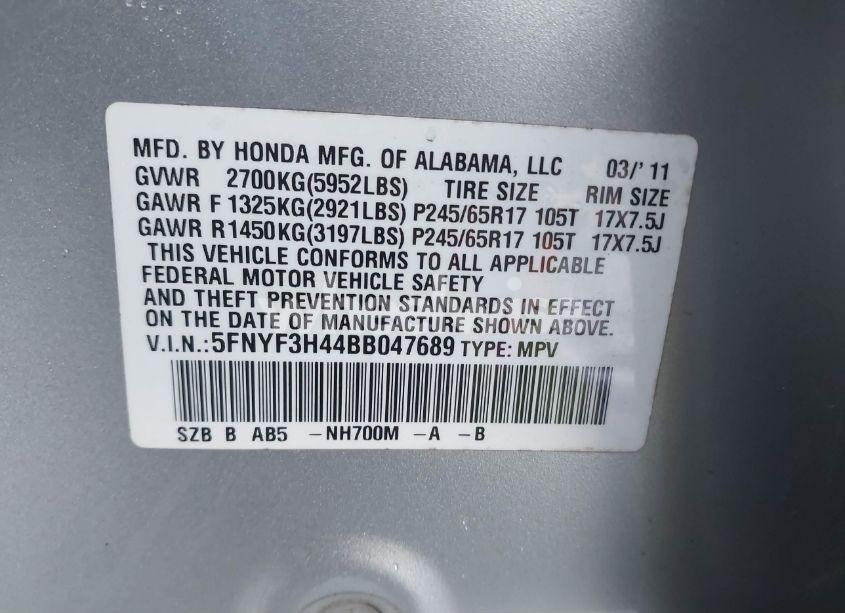 MFD. BY HONDA MFG. OF ALABAMA, LLC 03/' 11
GVWR 2700KG(5952LBS) TIRE SIZE RIM SIZE
GAWR F 1325KG(2921LBS) P245/65R17 105T 17X7.5J
GAWR R1450KG(3197LBS) P245/65R17 105T 17X7.5J
THIS VEHICLE CONFORMS TO ALL APPLICABLE
FEDERAL MOTOR VEHICLE SAFETY
AND THEFT PREVENTION STANDARDS IN EFFECT
ON THE DATE OF MANUFACTURE SHOWN ABOVE.
V.I.N.:5FNYF3H44BB047689 TYPE: MPV
SZB B AB5 -NH700M -A -B